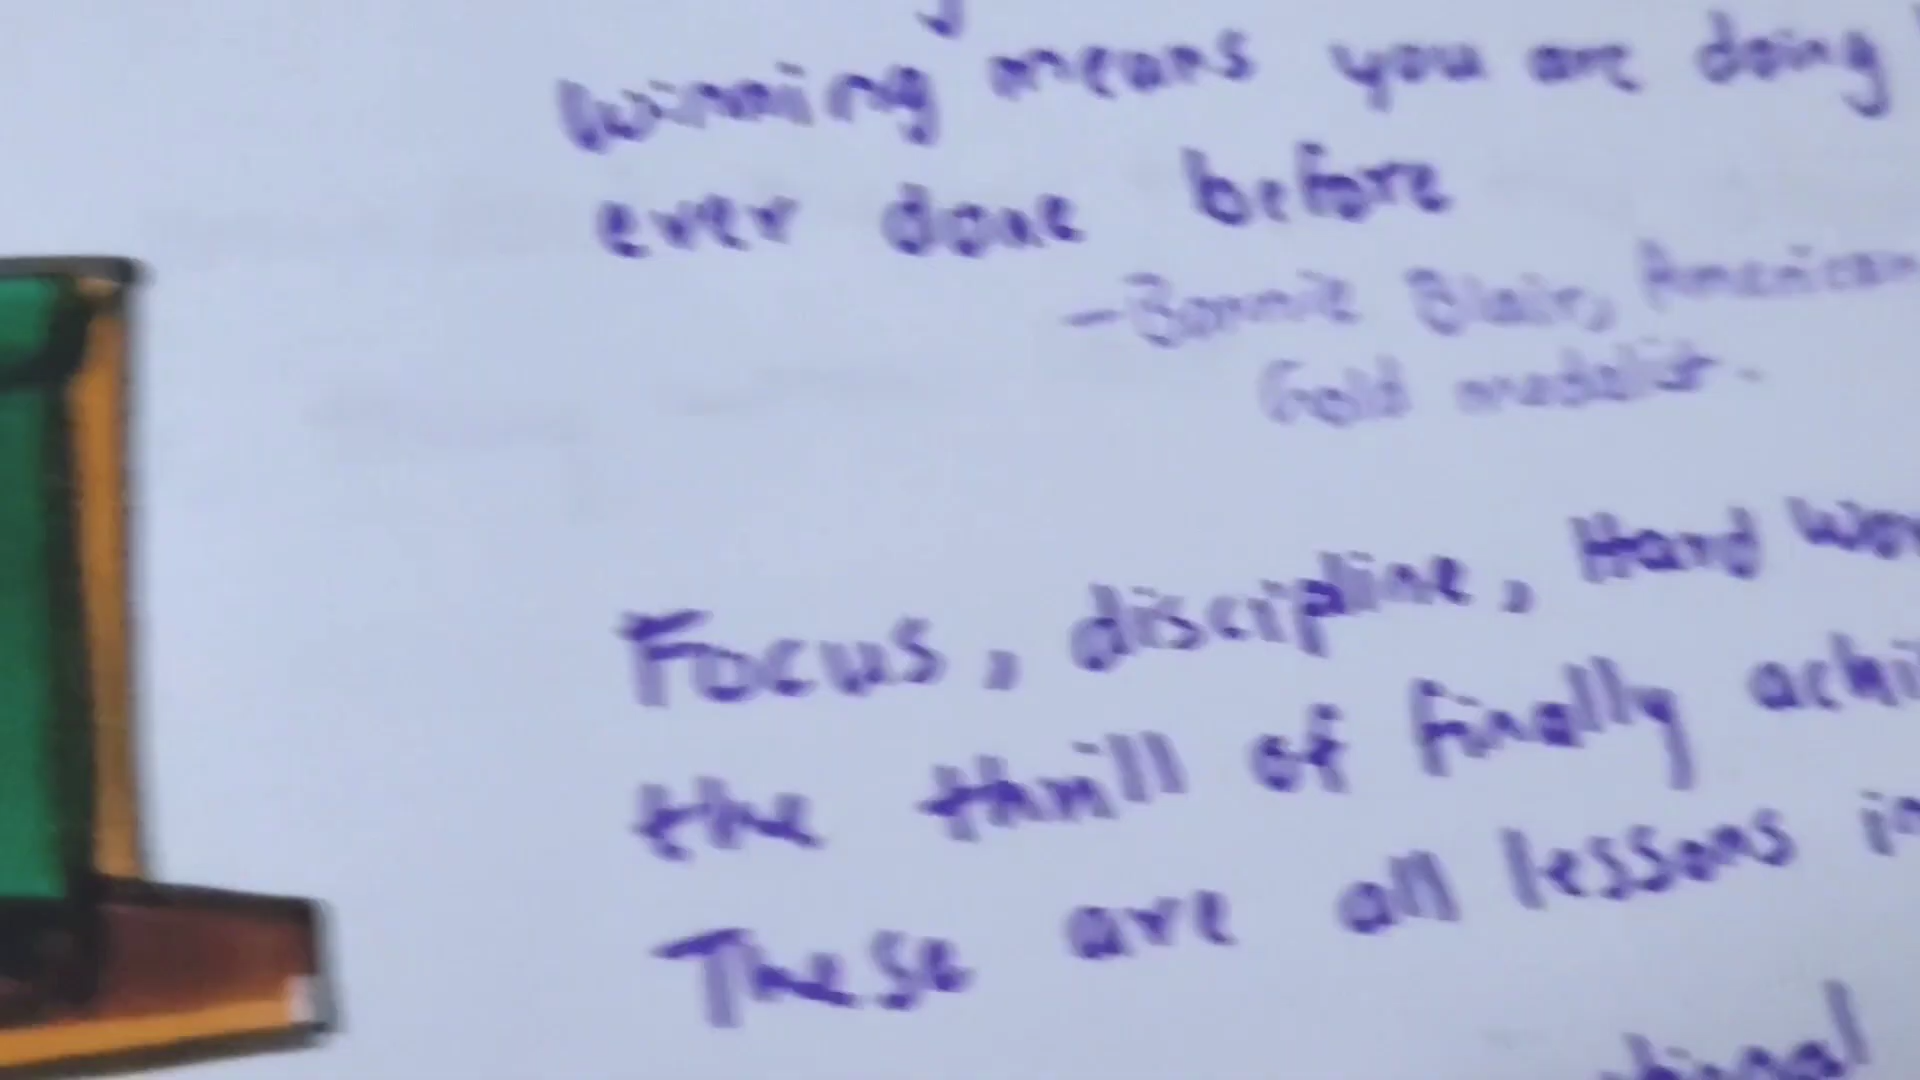 winning means you are doing
ever done before
- Bonnie Blair, American
Gold medalist.
Focus, discipline, Hard
the thrill of finally
These are all lessons